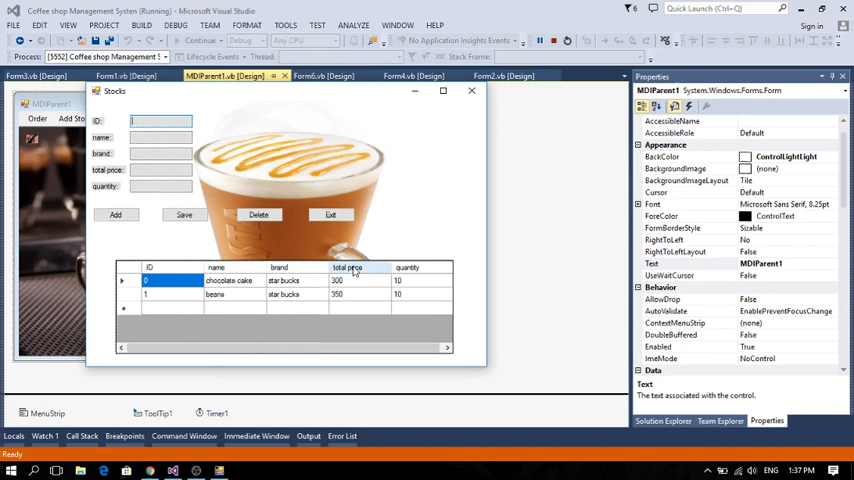 Coffee shop Management Systen (Running) - Microsoft Visual Studio
6
Quick Launch (Ctrl+Q)
FILE EDIT VIEW PROJECT BUILD DEBUG TEAM FORMAT TOOLS TEST ANALYZE WINDOW HELP
Sign in
Continue
Any CPU
No Application Insights Events
Process:
[5552] Coffee shop Management
Lifecycle Events
Thread:
Stack Frame:
Form3.vb [Design]
Form1.vb [Design]
MDIParent1.vb [Design]
Form6.vb [Design]
Form4.vb [Design]
Form2.vb [Design]
MDIParent1
Order
Add Sto
Stocks
ID:
name:
brand:
total price:
quantity:
Add
Save
Delete
Exit
ID name brand total price quantity
0 chocolate cake star bucks 300 10
1 beans star bucks 350 10
MenuStrip
ToolTip1
Timer1
Properties
MDIParent1 System.Windows.Forms.Form
AccessibleName
AccessibleRole Default
Appearance
BackColor ControlLightLight
BackgroundImage (none)
BackgroundImageLayout Tile
Cursor Default
Font Microsoft Sans Serif, 8.25pt
ForeColor ControlText
FormBorderStyle Sizable
RightToLeft No
RightToLeftLayout False
Text MDIParent1
UseWaitCursor False
Behavior
AllowDrop False
AutoValidate EnablePreventFocusChange
ContextMenuStrip (none)
DoubleBuffered False
Enabled True
ImeMode NoControl
Data
Text
The text associated with the control.
Solution Explorer
Team Explorer
Properties
Locals
Watch 1
Call Stack
Breakpoints
Command Window
Immediate Window
Output
Error List
Ready
ENG
1:37 PM